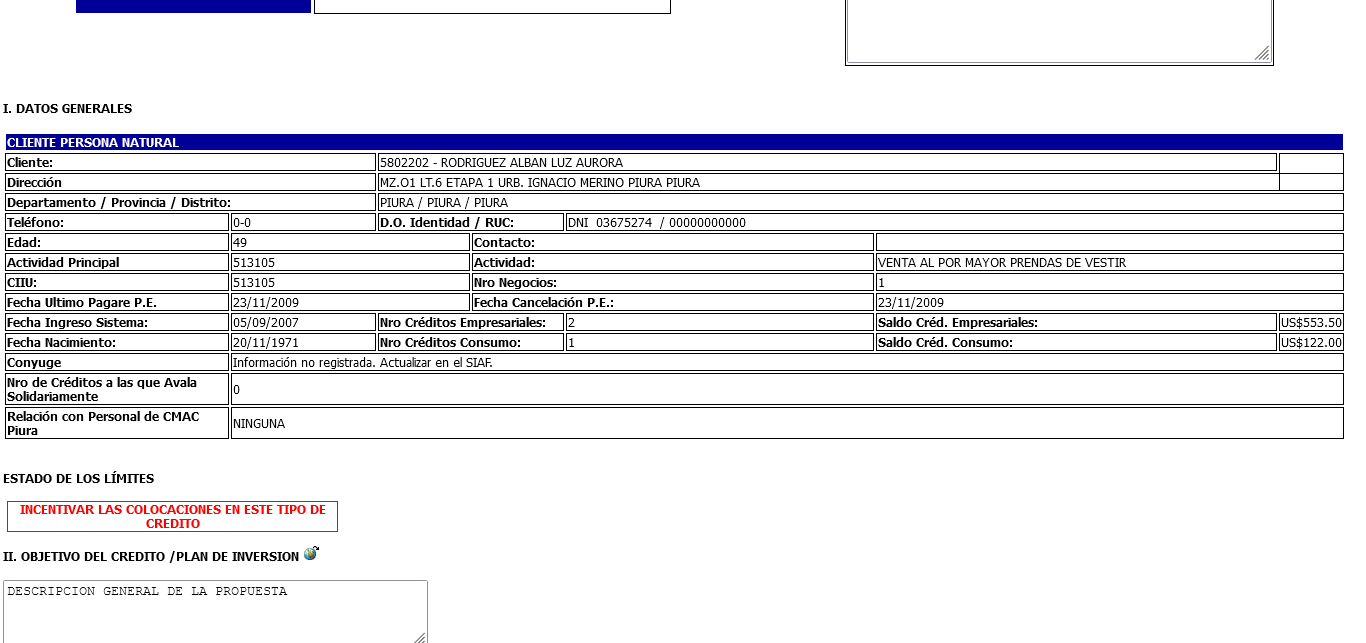 I. DATOS GENERALES
CLIENTE PERSONA NATURAL
Cliente: 5802202 - RODRIGUEZ ALBAN LUZ AURORA
Dirección MZ.O1 LT.6 ETAPA 1 URB. IGNACIO MERINO PIURA PIURA
Departamento / Provincia / Distrito: PIURA / PIURA / PIURA
Teléfono: 0-0 D.O. Identidad / RUC: DNI 03675274 / 00000000000
Edad: 49 Contacto:
Actividad Principal 513105 Actividad: VENTA AL POR MAYOR PRENDAS DE VESTIR
CIIU: 513105 Nro Negocios: 1
Fecha Ultimo Pagare P.E. 23/11/2009 Fecha Cancelación P.E.: 23/11/2009
Fecha Ingreso Sistema: 05/09/2007 Nro Créditos Empresariales: 2 Saldo Créd. Empresariales: US$553.50
Fecha Nacimiento: 20/11/1971 Nro Créditos Consumo: 1 Saldo Créd. Consumo: US$122.00
Conyuge Información no registrada. Actualizar en el SIAF.
Nro de Créditos a las que Avala
Solidariamente 0
Relación con Personal de CMAC
Piura NINGUNA
ESTADO DE LOS LÍMITES
INCENTIVAR LAS COLOCACIONES EN ESTE TIPO DE
CREDITO
II. OBJETIVO DEL CREDITO /PLAN DE INVERSION
DESCRIPCION GENERAL DE LA PROPUESTA